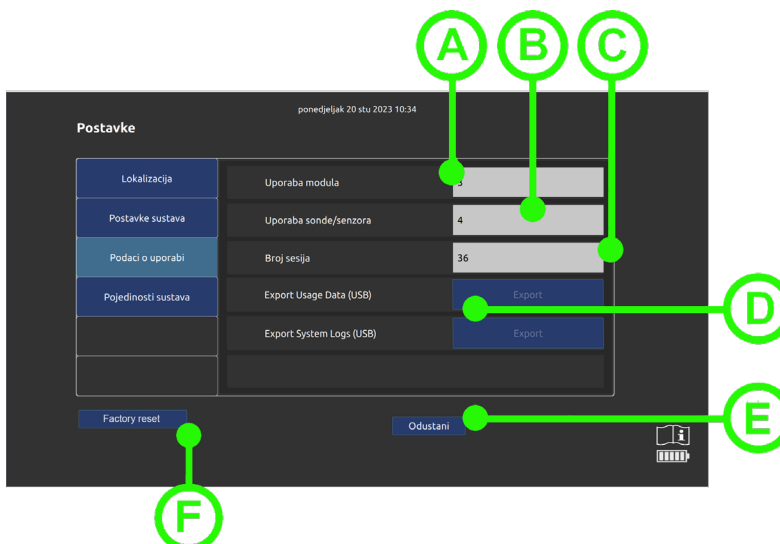 A B C
ponedjeljak 20 stu 2023 10:34
Postavke
Lokalizacija
Uporaba modula
3
Postavke sustava
Uporaba sonde/senzora
4
Podaci o uporabi
Broj sesija
36
Pojedinosti sustava
Export Usage Data (USB)
Export
D
Export System Logs (USB)
Export
Factory reset
Odustani
E
i
F